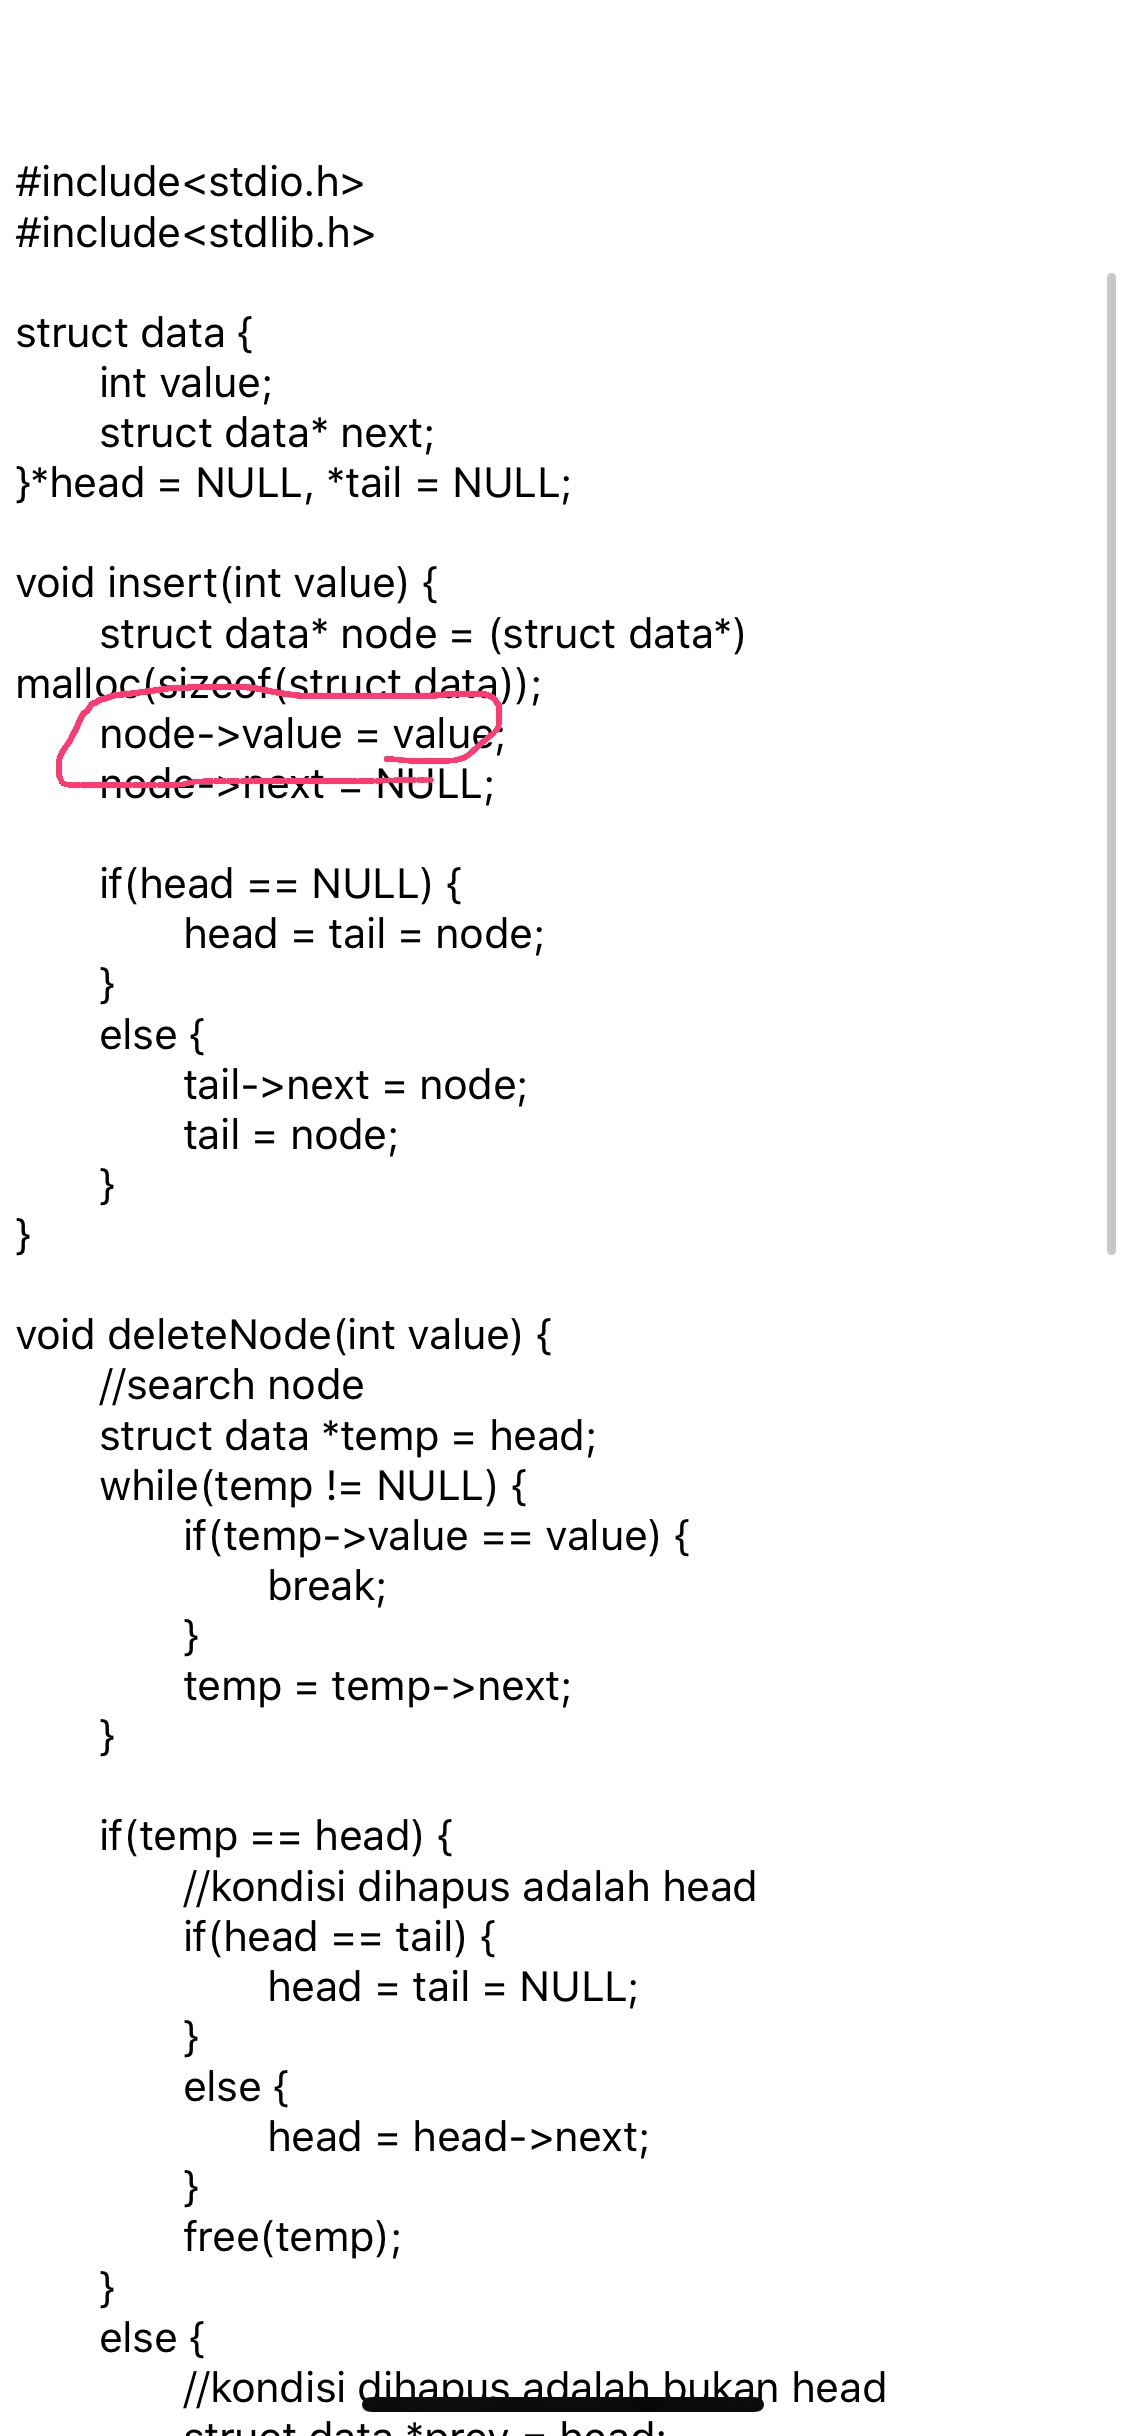 #include<stdio.h>
#include<stdlib.h>
struct data {
int value;
struct data* next;
}*head = NULL, *tail = NULL;
void insert(int value) {
struct data* node = (struct data*)
malloc(sizeof(struct data));
node->value = value;
node->next = NULL;
if(head == NULL) {
head = tail = node;
}
else {
tail->next = node;
tail = node;
}
}
void deleteNode(int value) {
//search node
struct data *temp = head;
while(temp != NULL) {
if(temp->value == value) {
break;
}
temp = temp->next;
}
if(temp == head) {
//kondisi dihapus adalah head
if(head == tail) {
head = tail = NULL;
}
else {
head = head->next;
}
free(temp);
}
else {
//kondisi dihapus adalah bukan head
struct data *prev = head;